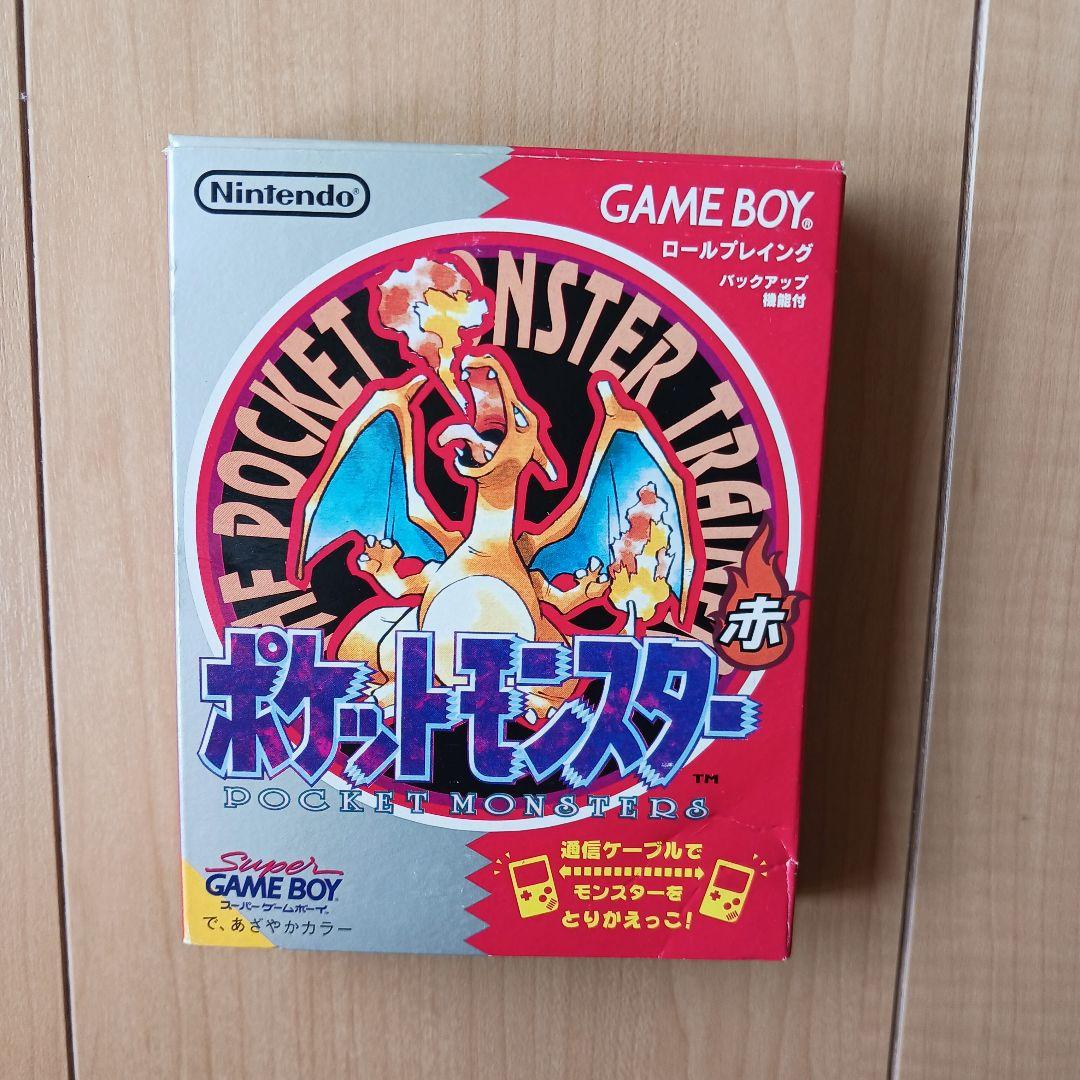 Nintendo®
GAME BOY®
ロールプレイング
バックアップ
機能付
POCKET MONSTER TRAINE
赤
ポケットモンスター
TM
POCKET MONSTERS
Super
GAME BOY
スーパーゲームボーイ
で、あざやかカラー
通信ケーブルで
モンスターを
とりかえっこ!